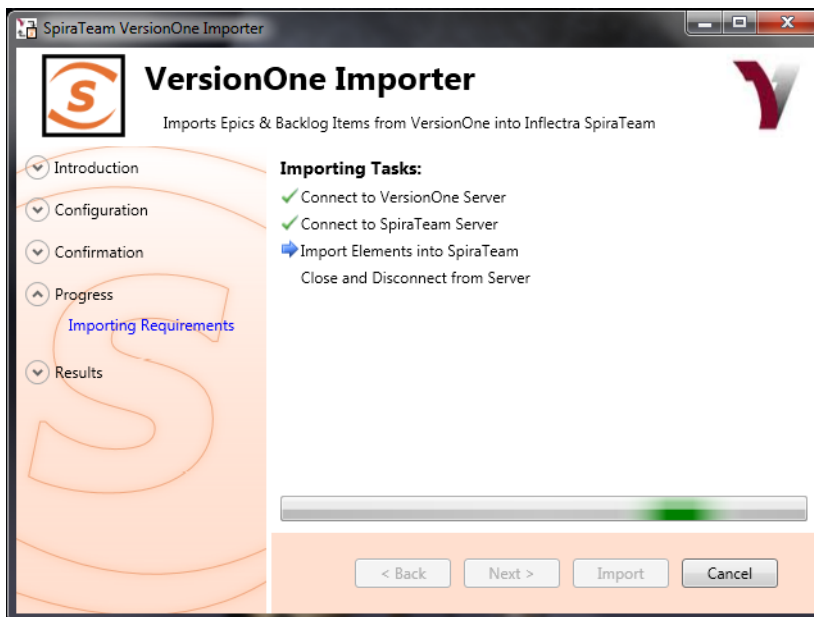 SpiraTeam VersionOne Importer
VersionOne Importer
Imports Epics & Backlog Items from VersionOne into Inflectra SpiraTeam
Introduction
Configuration
Confirmation
Progress
Importing Requirements
Results
Importing Tasks:
Connect to VersionOne Server
Connect to SpiraTeam Server
Import Elements into SpiraTeam
Close and Disconnect from Server
< Back Next > Import Cancel